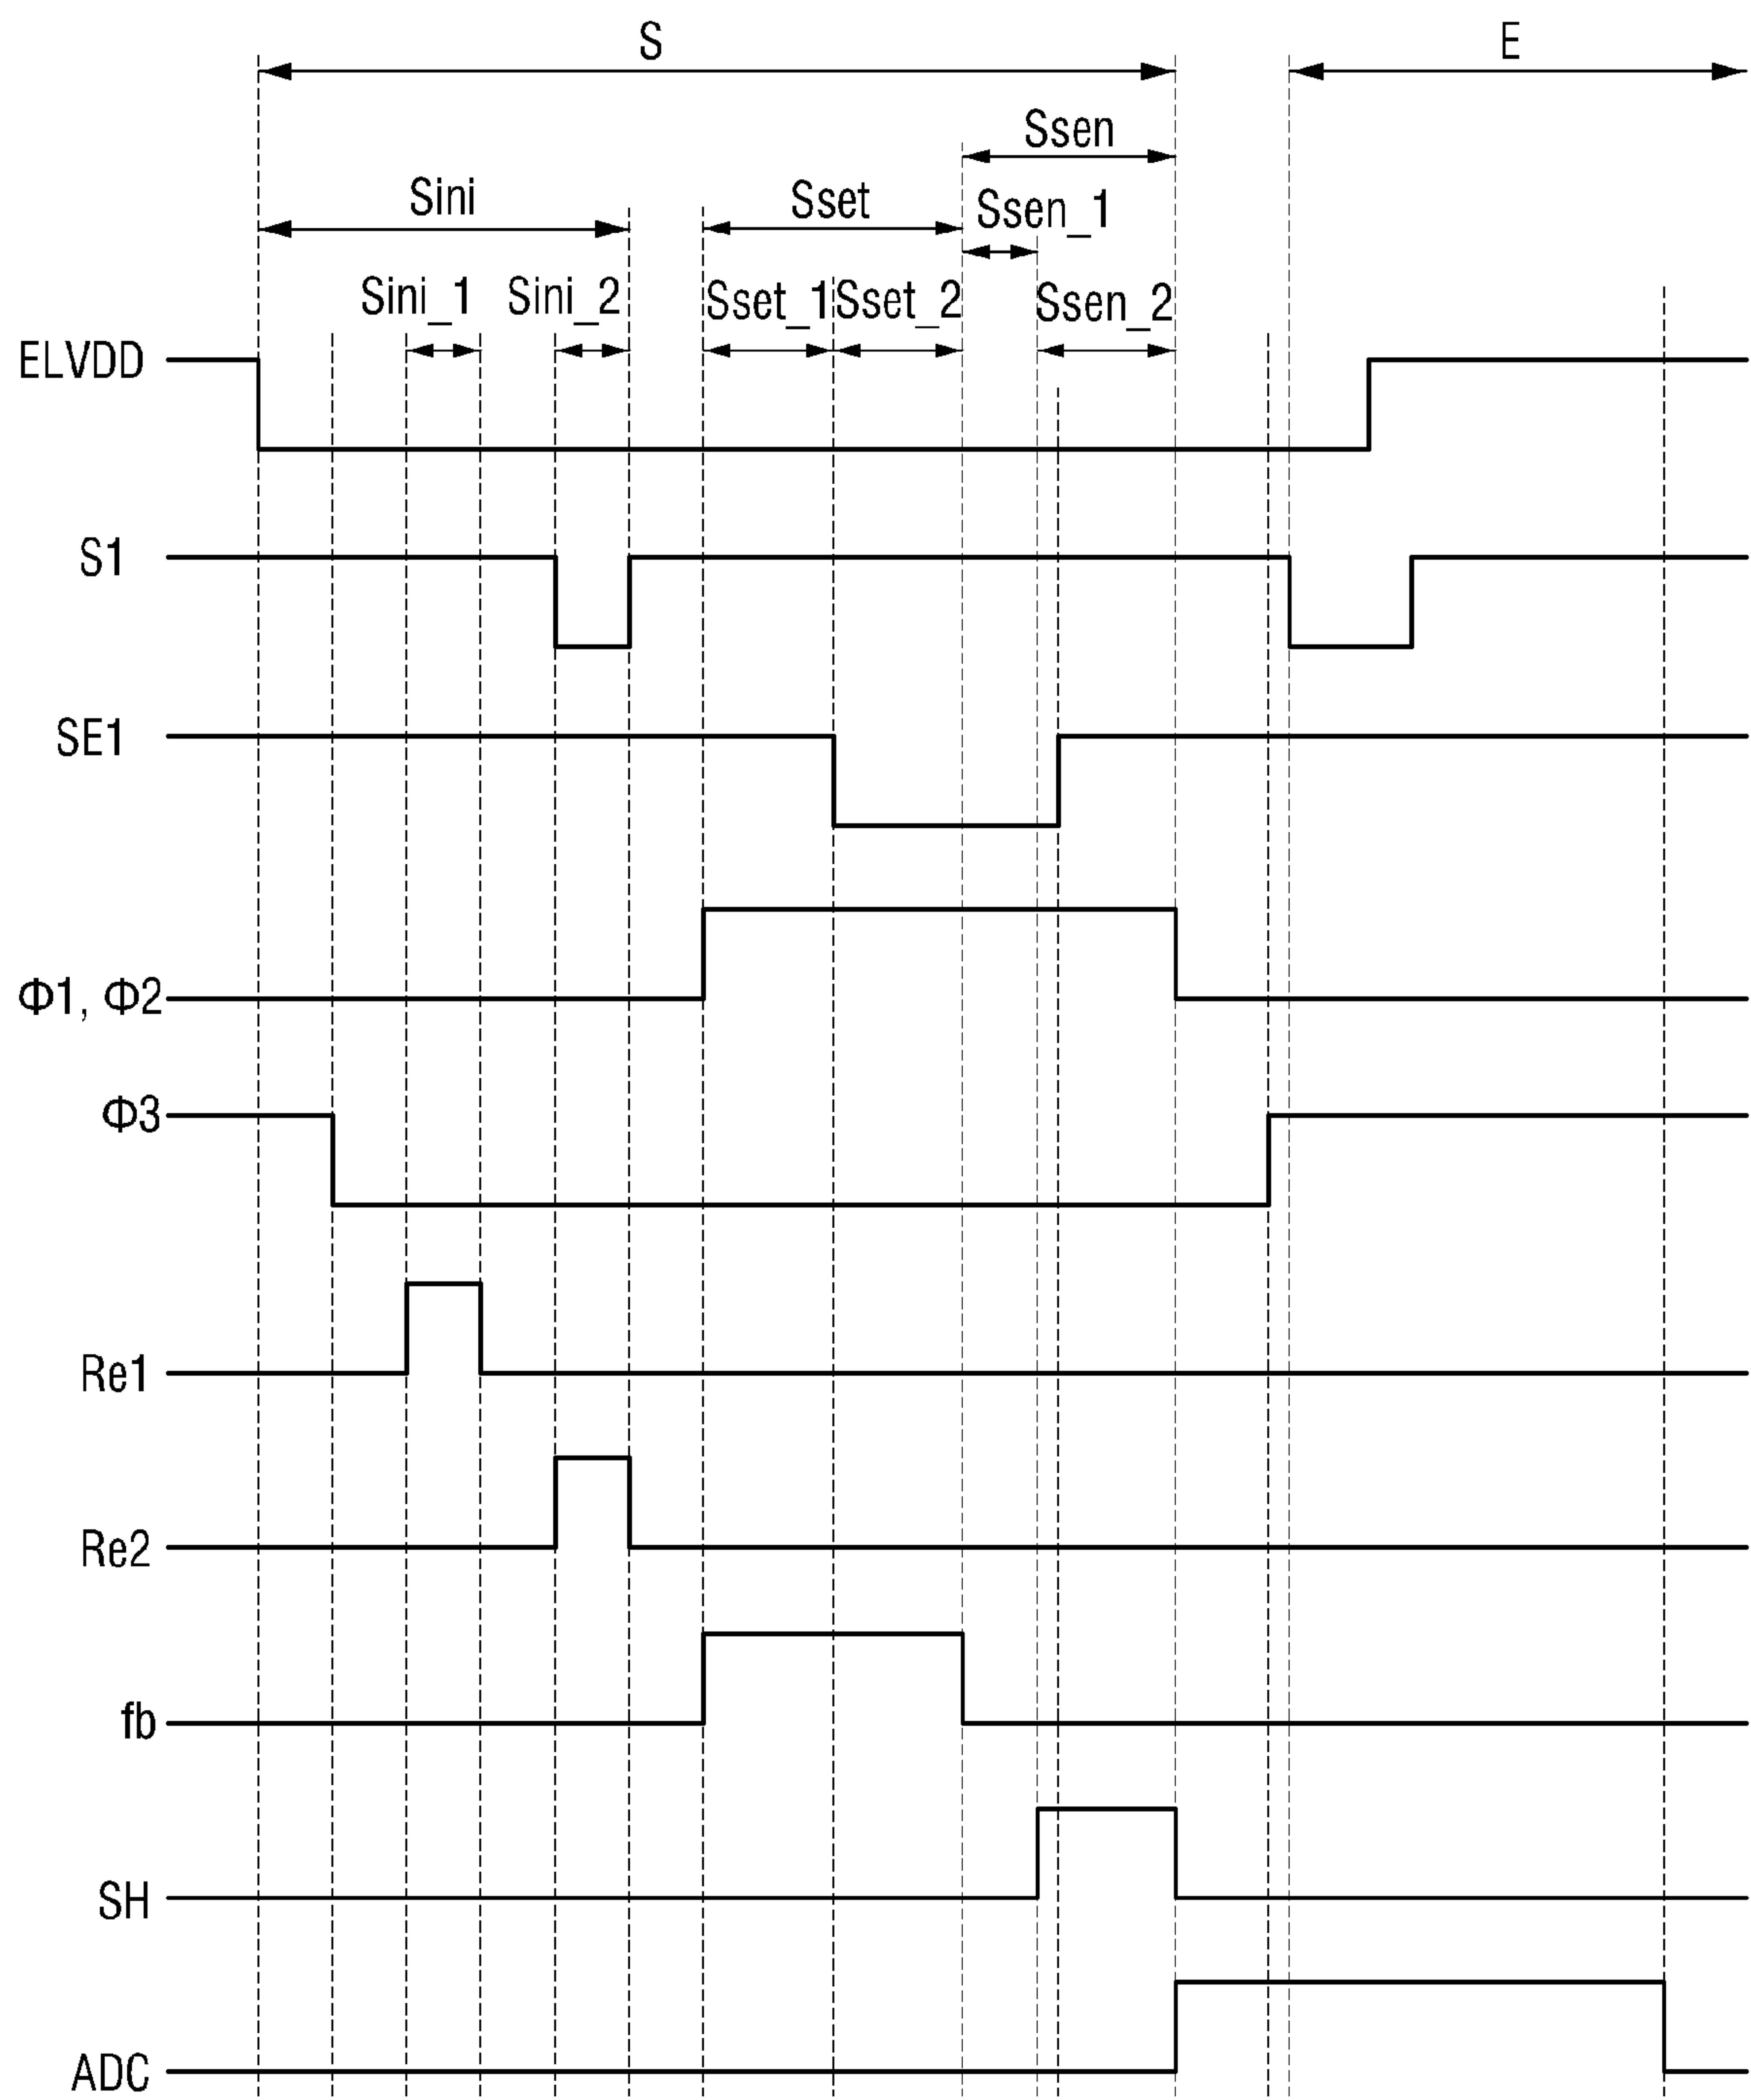 S
E
Ssen
Sini
Sset
Ssen_1
Sini_1
Sini_2
Sset_1
Sset_2
Ssen_2
ELVDD
S1
SE1
Φ1, Φ2
Φ3
Re1
Re2
fb
SH
ADC